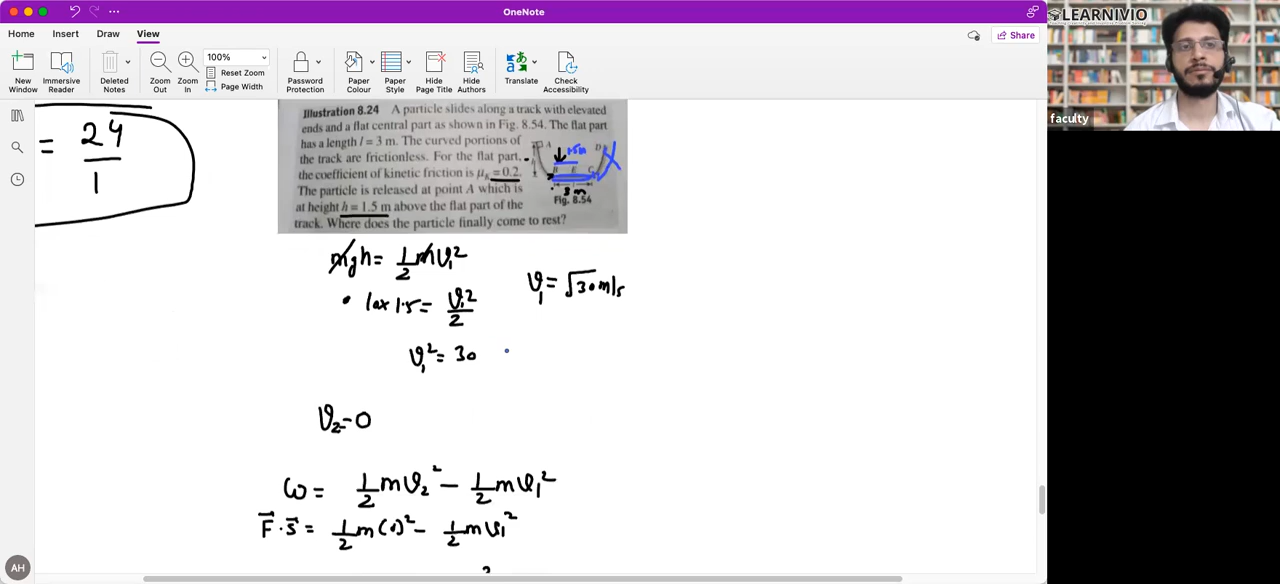 OneNote
Home Insert Draw View Share
LEARNIVIO
faculty
New Window
Immersive Reader
Deleted Notes
Zoom Out
Zoom In
100%
Reset Zoom
Page Width
Password Protection
Paper Colour
Paper Style
Hide Page Title
Hide Authors
Translate
Check Accessibility
= 24/1
Illustration 8.24 A particle slides along a track with elevated
ends and a flat central part as shown in Fig. 8.54. The flat part
has a length l = 3 m. The curved portions of
the track are frictionless. For the flat part,
the coefficient of kinetic friction is μk = 0.2.
The particle is released at point A which is
at height h = 1.5 m above the flat part of the
track. Where does the particle finally come to rest?
A D
1.5m
B E C
3 m
Fig. 8.54
mgh = 1/2 mv₁²
10x1.5 = v₁²/2
v₁ = √30 m/s
v₁² = 30
v₂=0
W = 1/2 mv₂² - 1/2 mv₁²
F⃗·S⃗ = 1/2 m(0)² - 1/2 mv₁²
AH